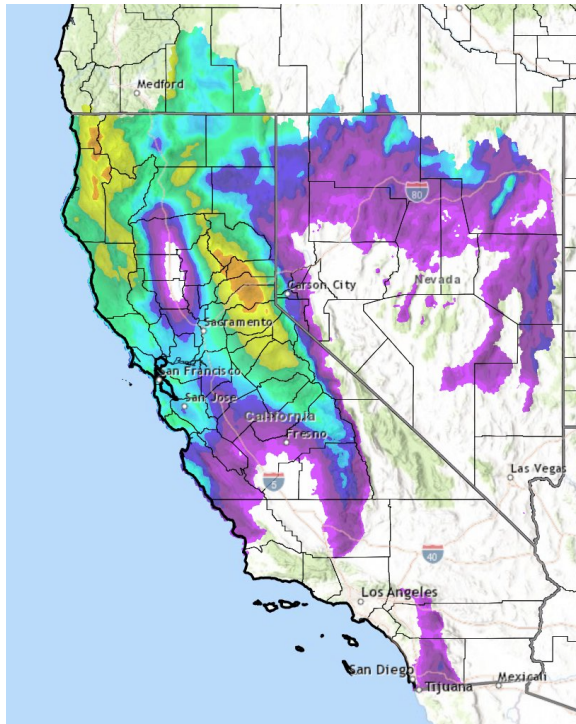 Medford
80
Nevada
Carson City
Sacramento
San Francisco
San Jose
California
Fresno
5
Las Vegas
40
Los Angeles
San Diego
Tijuana
Mexicali